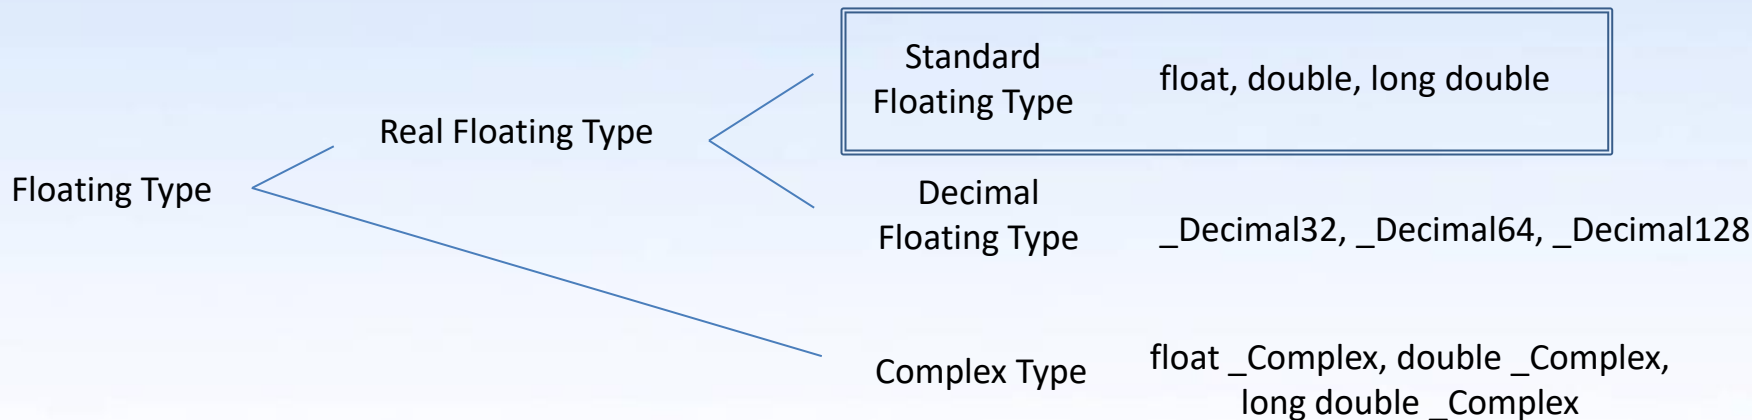 Standard
Floating Type
float, double, long double
Real Floating Type
Floating Type
Decimal
Floating Type
_Decimal32, _Decimal64, _Decimal128
Complex Type
float _Complex, double _Complex,
long double _Complex